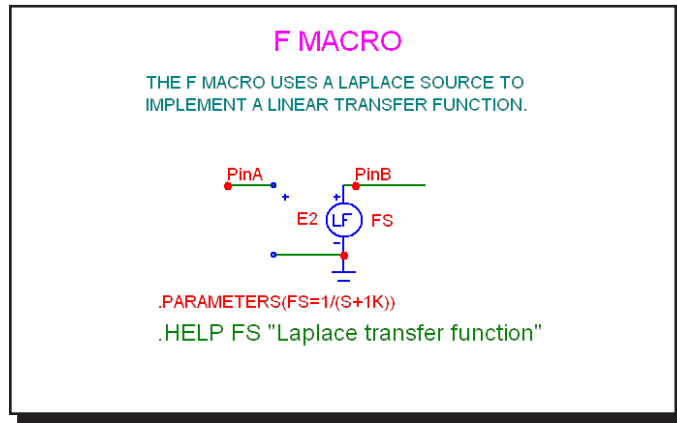 F MACRO
THE F MACRO USES A LAPLACE SOURCE TO
IMPLEMENT A LINEAR TRANSFER FUNCTION.
PinA
PinB
+
+
E2
LF
FS
-
.PARAMETERS(FS=1/(S+1K))
.HELP FS "Laplace transfer function"